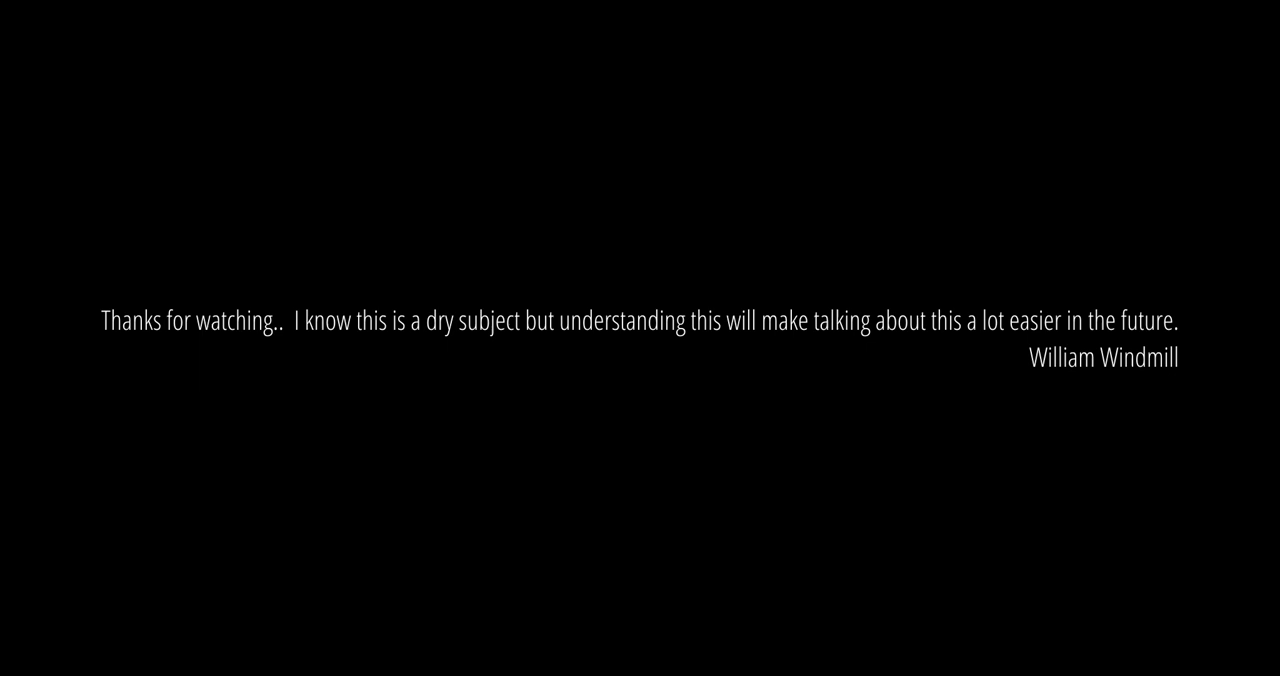 Thanks for watching..  I know this is a dry subject but understanding this will make talking about this a lot easier in the future.
William Windmill